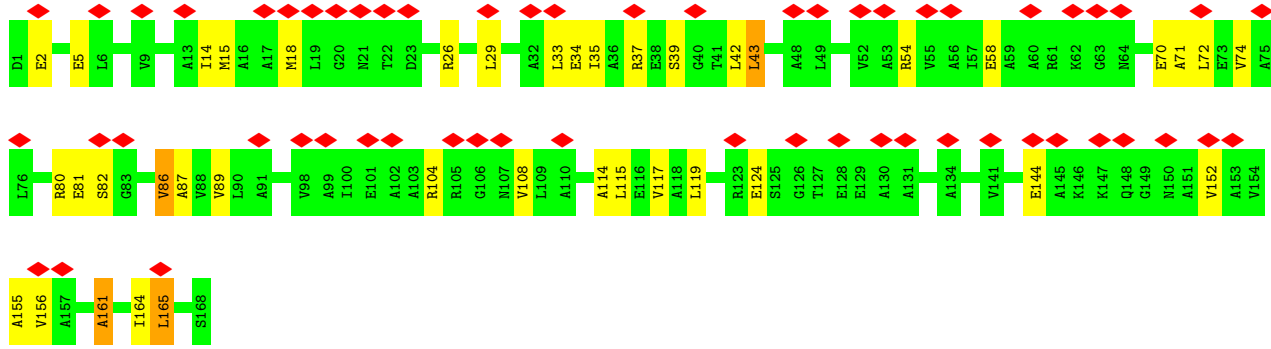 D1 E2 E5 L6 V9 A13 I14 M15 A16 A17 M18 L19 G20 N21 T22 D23 R26 L29 A32 L33 E34 I35 A36 R37 E38 S39 G40 T41 L42 L43 A48 L49 V52 A53 R54 V55 A56 I57 E58 A59 A60 R61 K62 G63 N64 E70 A71 L72 E73 V74 A75
L76 R80 E81 S82 G83 V86 A87 V88 V89 L90 A91 V98 A99 I100 E101 A102 A103 R104 R105 G106 N107 V108 L109 A110 A114 L115 E116 V117 A118 L119 R123 E124 S125 G126 T127 E128 E129 A130 A131 A134 V141 E144 A145 K146 K147 Q148 G149 N150 A151 V152 A153 V154
A155 V156 A157 A161 I164 L165 S168